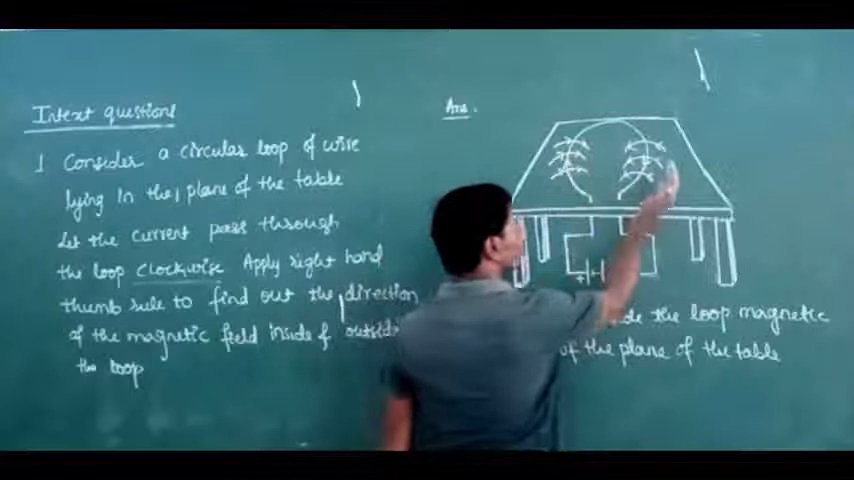 Intext questions
1 Consider a circular loop of wire
lying in the plane of the table
Let the current pass through
the loop clockwise Apply right hand
thumb rule to find out the direction
of the magnetic field inside & outside
the loop
Ans.
+
the loop magnetic
of the plane of the table